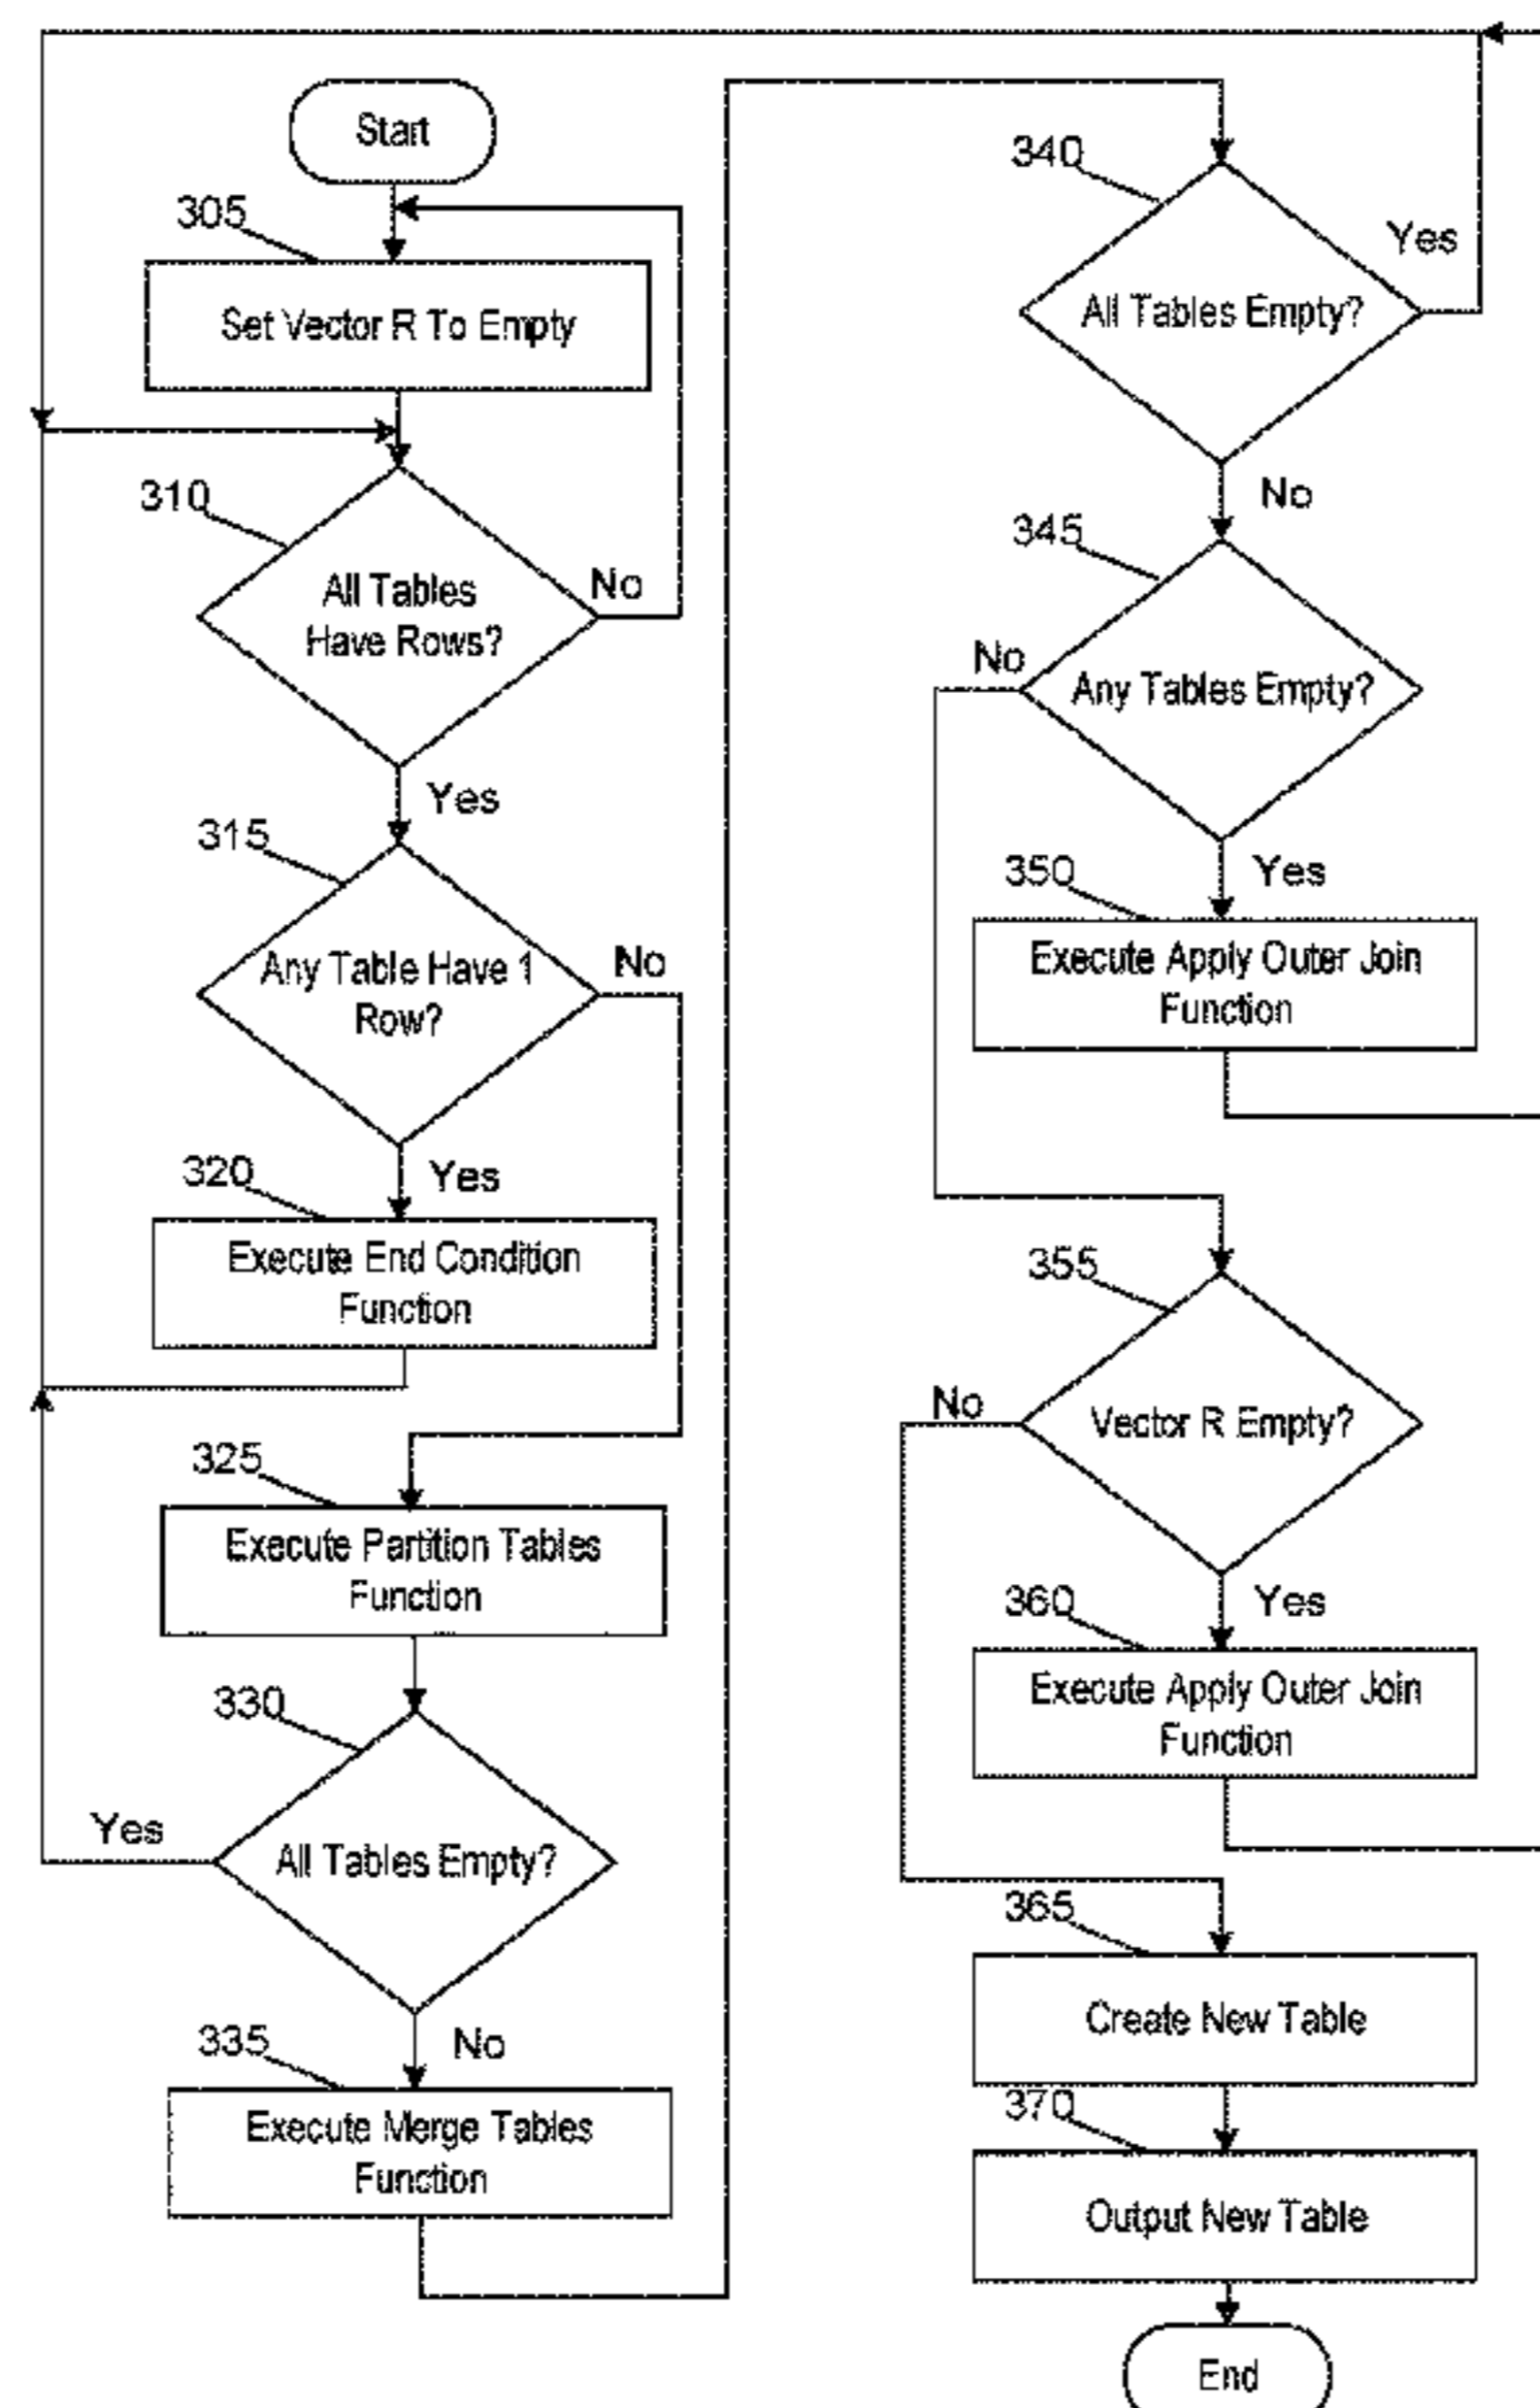 Start
305
Set Vector R To Empty
310
All Tables
Have Rows?
No
Yes
315
Any Table Have 1
Row?
No
Yes
320
Execute End Condition
Function
325
Execute Partition Tables
Function
330
All Tables Empty?
Yes
No
335
Execute Merge Tables
Function
340
All Tables Empty?
Yes
No
345
Any Tables Empty?
No
Yes
350
Execute Apply Outer Join
Function
355
Vector R Empty?
No
Yes
360
Execute Apply Outer Join
Function
365
Create New Table
370
Output New Table
End